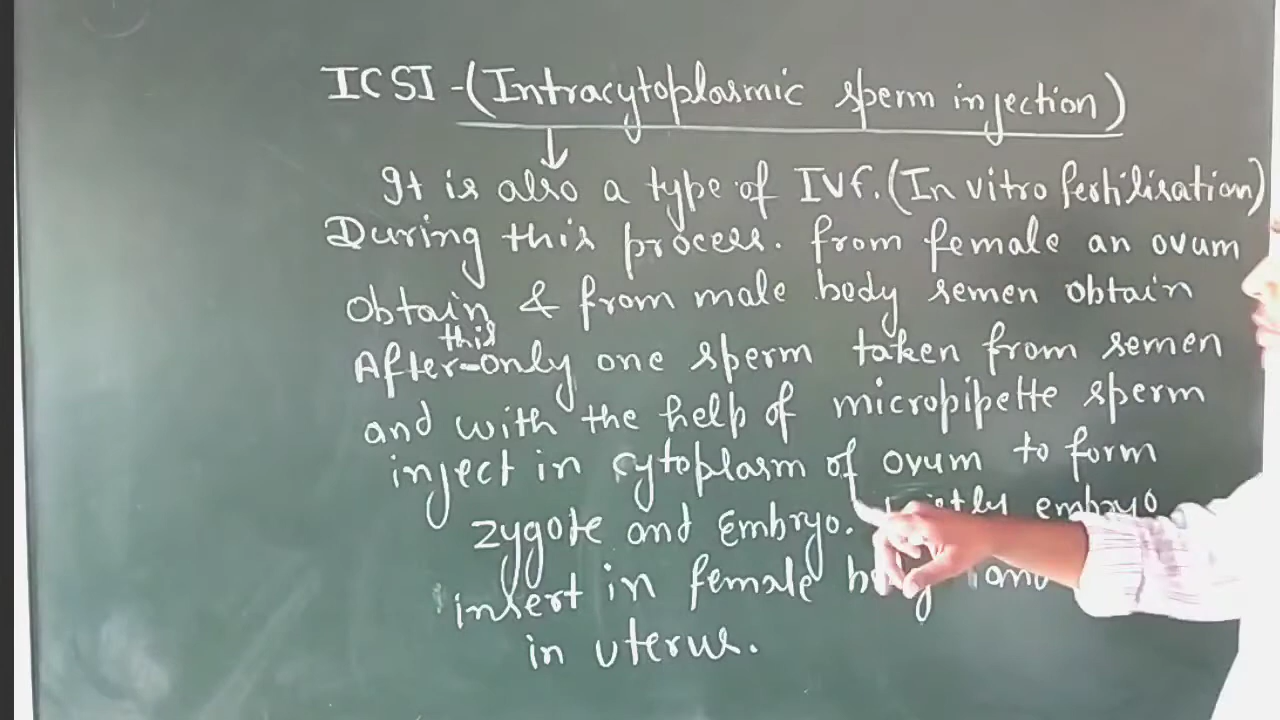 ICSI - (Intracytoplasmic sperm injection)
It is also a type of IVF. (In vitro fertilisation)
During this process. from female an ovum
Obtain & from male body semen obtain
this
After only one sperm taken from semen
and with the help of micropipette sperm
inject in cytoplasm of ovum to form
zygote and Embryo. embryo
insert in female body
in uterus.